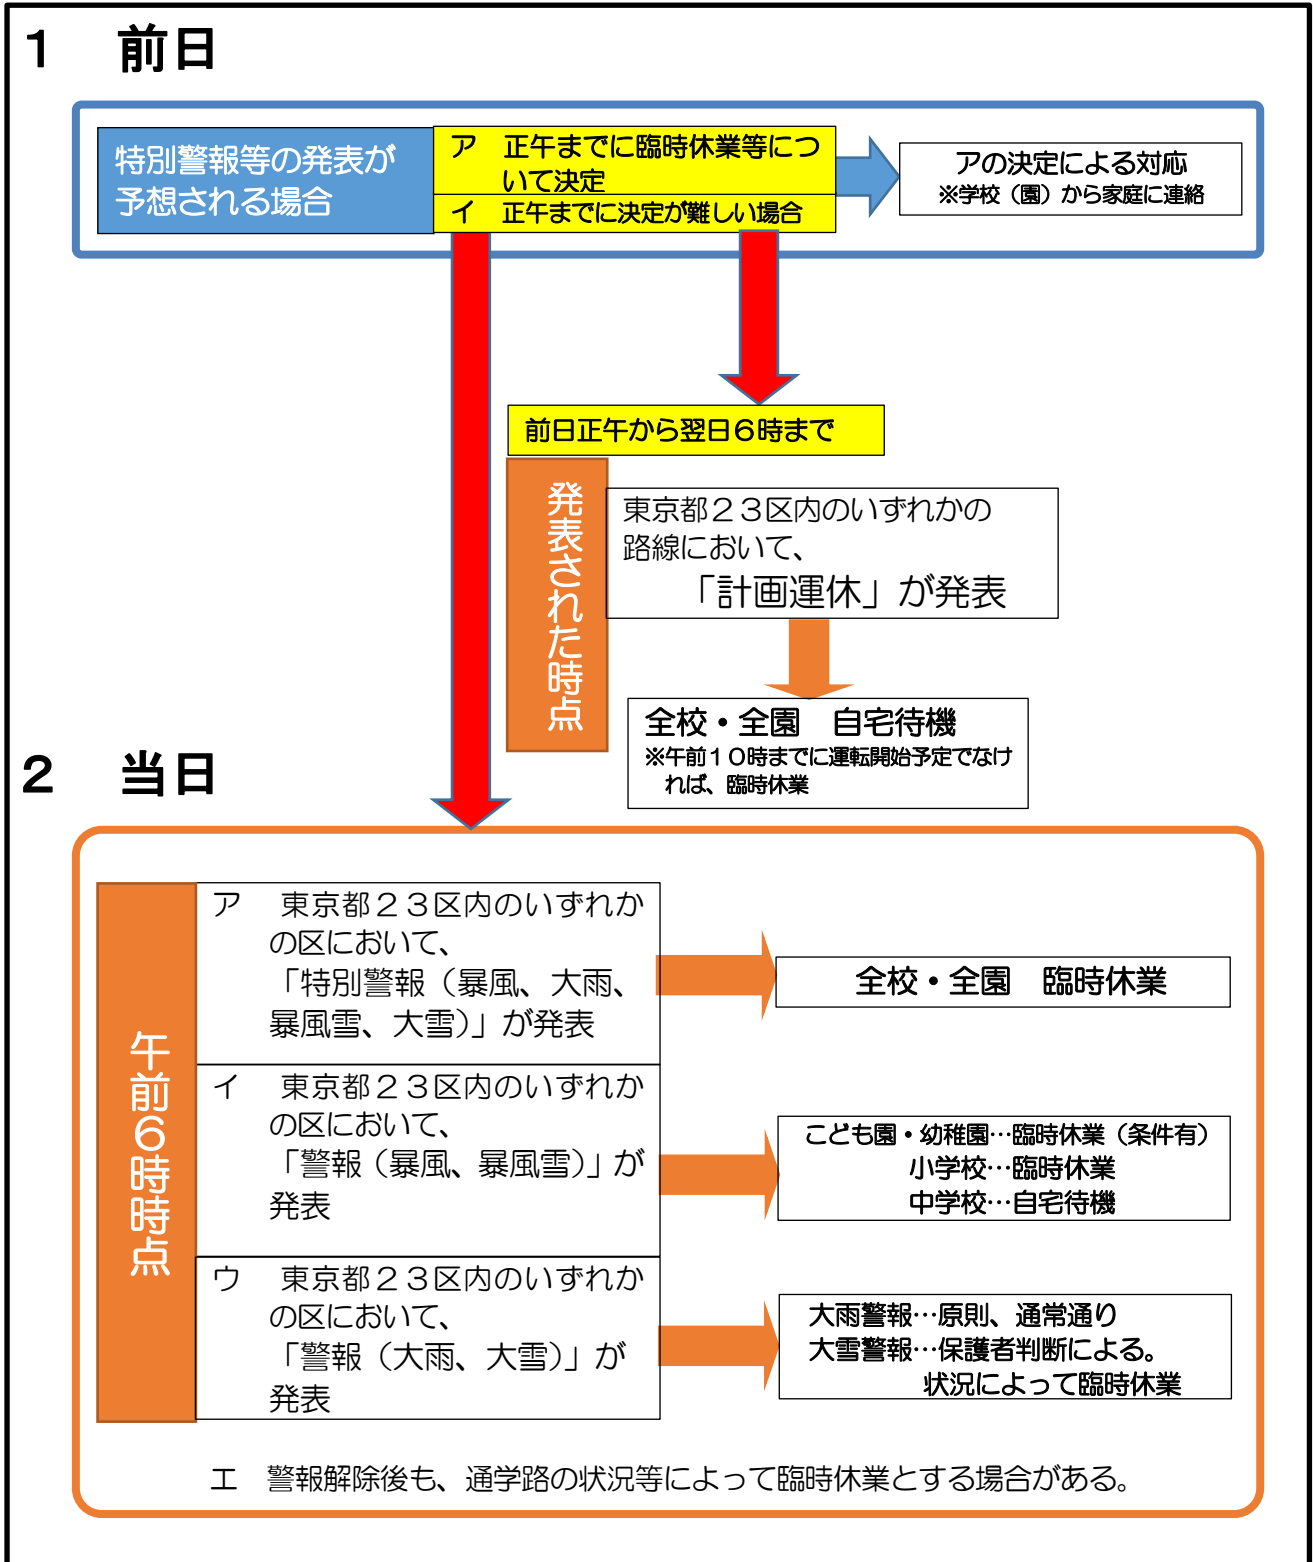 １　前日
特別警報等の発表が
予想される場合
ア　正午までに臨時休業等につ
いて決定
イ　正午までに決定が難しい場合
アの決定による対応
※学校（園）から家庭に連絡
前日正午から翌日６時まで
発表された時点
東京都２３区内のいずれかの
路線において、
「計画運休」が発表
全校・全園　自宅待機
※午前１０時までに運転開始予定でなけ
れば、臨時休業
２　当日
午前６時時点
ア　東京都２３区内のいずれか
の区において、
「特別警報（暴風、大雨、
暴風雪、大雪）」が発表
全校・全園　臨時休業
イ　東京都２３区内のいずれか
の区において、
「警報（暴風、暴風雪）」が
発表
こども園・幼稚園…臨時休業（条件有）
小学校…臨時休業
中学校…自宅待機
ウ　東京都２３区内のいずれか
の区において、
「警報（大雨、大雪）」が
発表
大雨警報…原則、通常通り
大雪警報…保護者判断による。
状況によって臨時休業
エ　警報解除後も、通学路の状況等によって臨時休業とする場合がある。